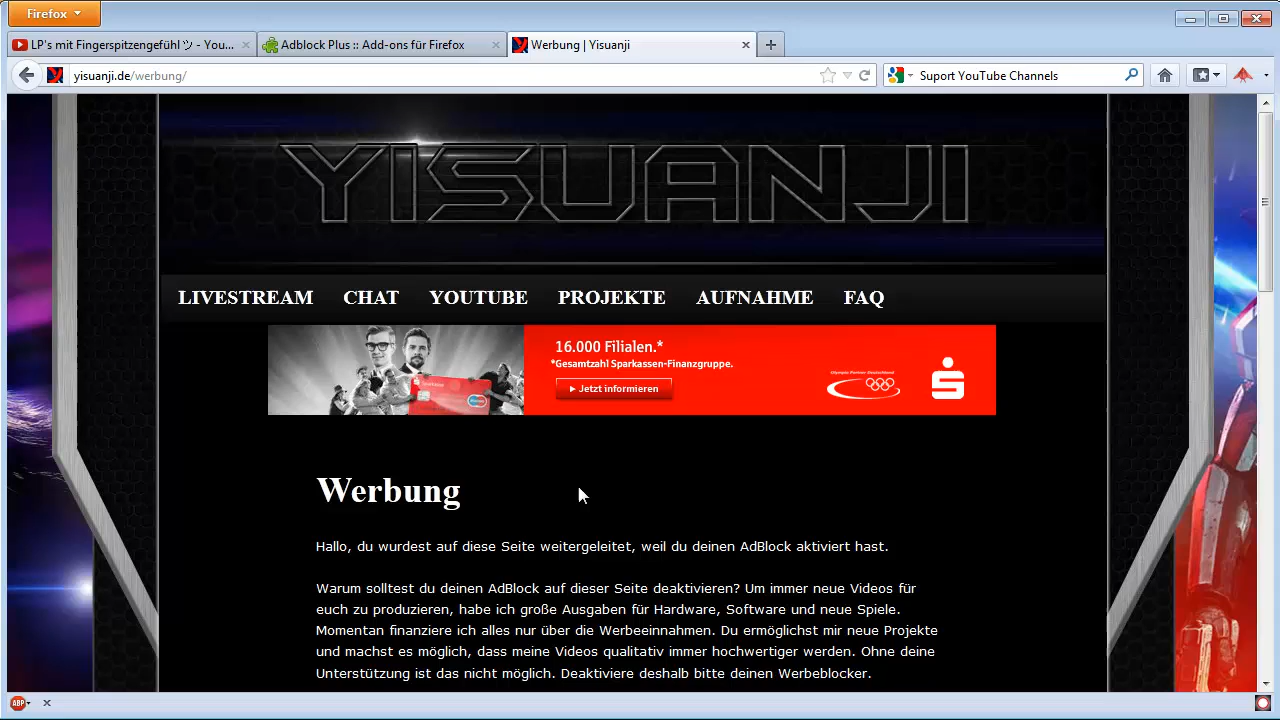 Firefox
LP's mit Fingerspitzengefühl ツ - You...
Adblock Plus :: Add-ons für Firefox
Werbung | Yisuanji
yisuanji.de/werbung/
Suport YouTube Channels
YISUANJI
LIVESTREAM CHAT YOUTUBE PROJEKTE AUFNAHME FAQ
16.000 Filialen.*
*Gesamtzahl Sparkassen-Finanzgruppe.
Jetzt informieren
Olympia Partner Deutschland
Werbung
Hallo, du wurdest auf diese Seite weitergeleitet, weil du deinen AdBlock aktiviert hast.
Warum solltest du deinen AdBlock auf dieser Seite deaktivieren? Um immer neue Videos für
euch zu produzieren, habe ich große Ausgaben für Hardware, Software und neue Spiele.
Momentan finanziere ich alles nur über die Werbeeinnahmen. Du ermöglichst mir neue Projekte
und machst es möglich, dass meine Videos qualitativ immer hochwertiger werden. Ohne deine
Unterstützung ist das nicht möglich. Deaktiviere deshalb bitte deinen Werbeblocker.
ABP